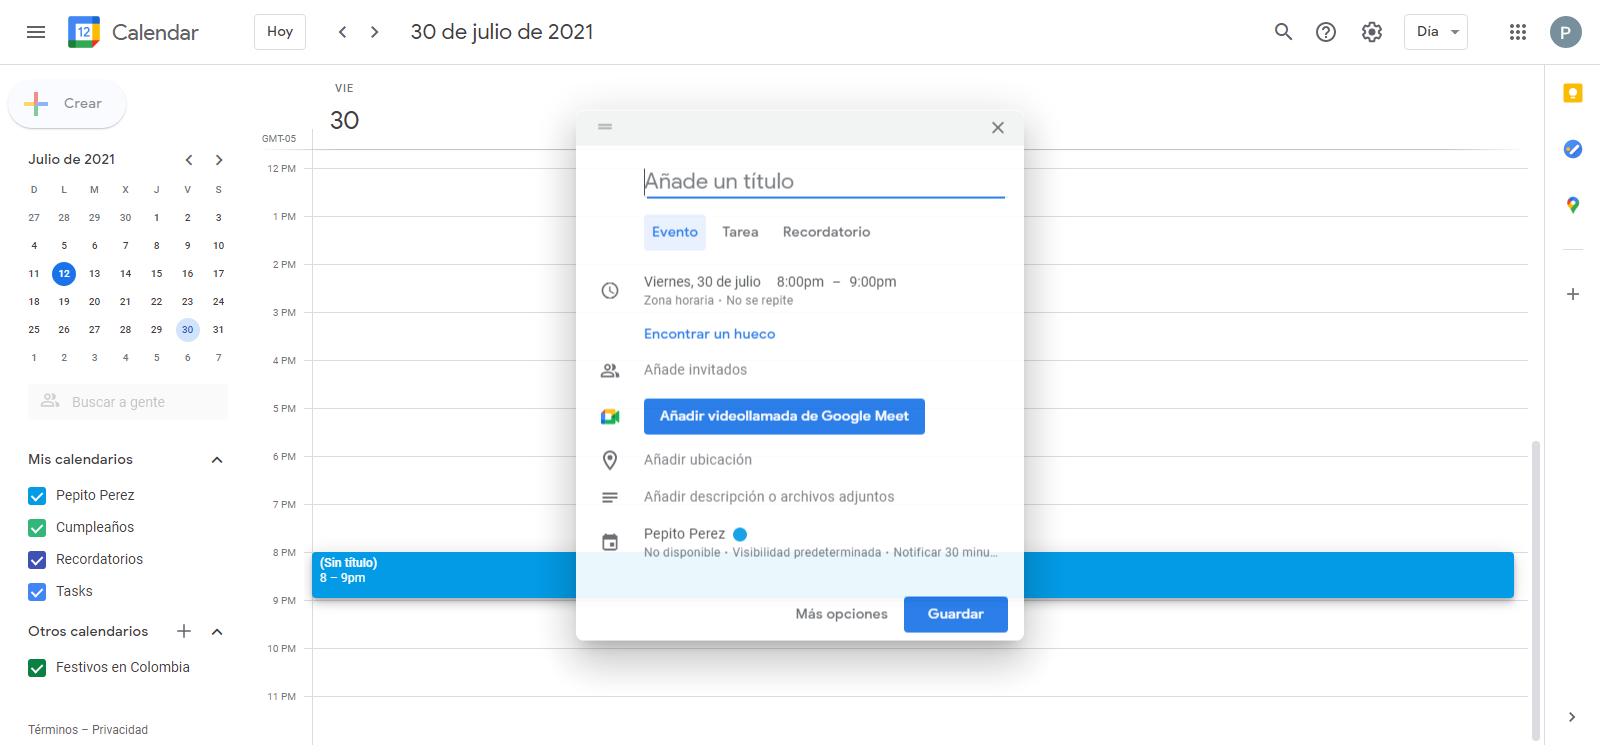 12 Calendar Hoy 30 de julio de 2021 Día P
Crear
VIE
30
GMT-05
Julio de 2021
D L M X J V S
27 28 29 30 1 2 3
4 5 6 7 8 9 10
11 12 13 14 15 16 17
18 19 20 21 22 23 24
25 26 27 28 29 30 31
1 2 3 4 5 6 7
Buscar a gente
Mis calendarios
Pepito Perez
Cumpleaños
Recordatorios
Tasks
Otros calendarios
Festivos en Colombia
Términos – Privacidad
12 PM
1 PM
2 PM
3 PM
4 PM
5 PM
6 PM
7 PM
8 PM
9 PM
10 PM
11 PM
(Sin título)
8 – 9pm
Añade un título
Evento Tarea Recordatorio
Viernes, 30 de julio 8:00pm – 9:00pm
Zona horaria • No se repite
Encontrar un hueco
Añade invitados
Añadir videollamada de Google Meet
Añadir ubicación
Añadir descripción o archivos adjuntos
Pepito Perez
No disponible • Visibilidad predeterminada • Notificar 30 minu...
Más opciones Guardar